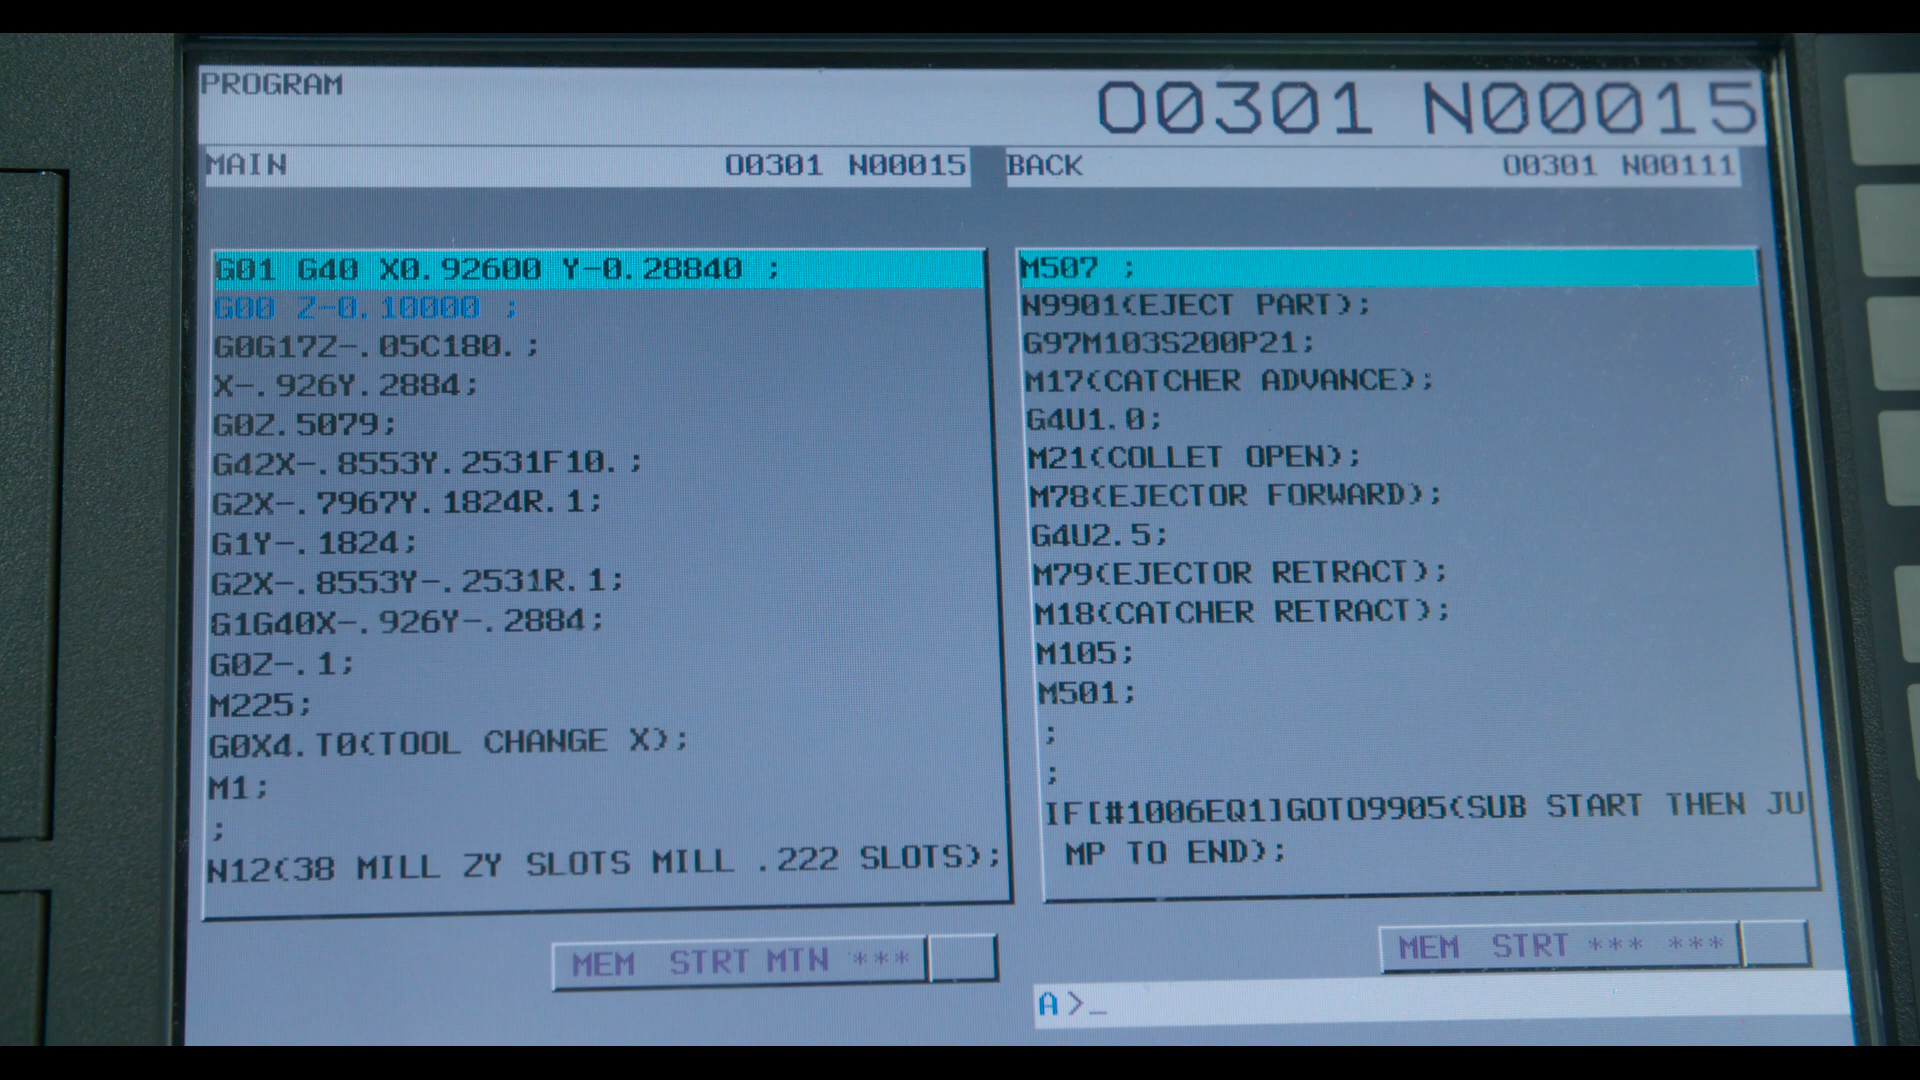 PROGRAM
O0301 N00015
MAIN O0301 N00015
G01 G40 X0.92600 Y-0.28840 ;
G00 Z-0.10000 ;
G0G17Z-.05C180.;
X-.926Y.2884;
G0Z.5079;
G42X-.8553Y.2531F10.;
G2X-.7967Y.1824R.1;
G1Y-.1824;
G2X-.8553Y-.2531R.1;
G1G40X-.926Y-.2884;
G0Z-.1;
M225;
G0X4.T0(TOOL CHANGE X);
M1;
;
N12(38 MILL ZY SLOTS MILL .222 SLOTS);
MEM STRT MTN ***
BACK O0301 N00111
M507 ;
N9901(EJECT PART);
G97M103S200P21;
M17(CATCHER ADVANCE);
G4U1.0;
M21(COLLET OPEN);
M78(EJECTOR FORWARD);
G4U2.5;
M79(EJECTOR RETRACT);
M18(CATCHER RETRACT);
M105;
M501;
;
;
IF[#1006EQ1]GOTO9905(SUB START THEN JU
MP TO END);
MEM STRT *** ***
A >_